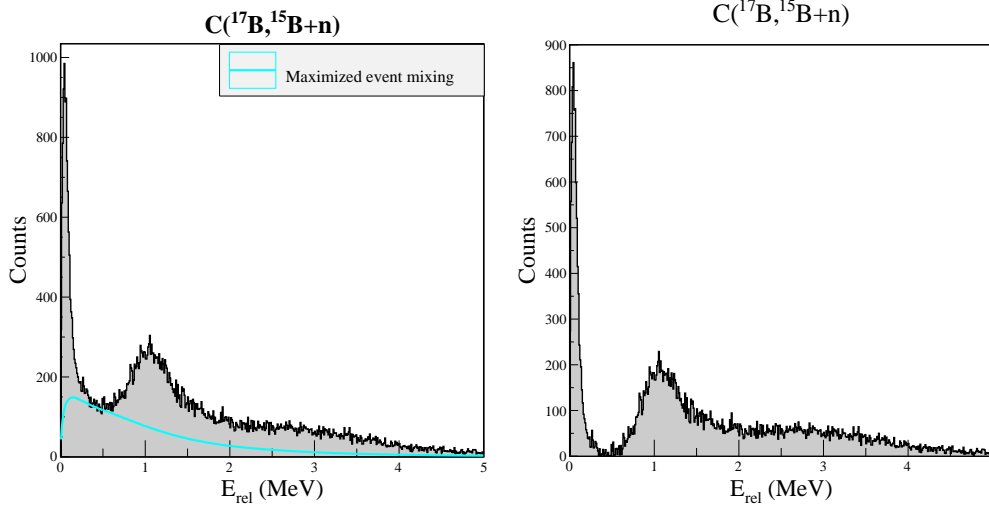 C(¹⁷B,¹⁵B+n)
Maximized event mixing
1000
800
600
400
200
0
Counts
0 1 2 3 4 5
E_rel (MeV)
C(¹⁷B,¹⁵B+n)
900
800
700
600
500
400
300
200
100
0
Counts
0 1 2 3 4
E_rel (MeV)